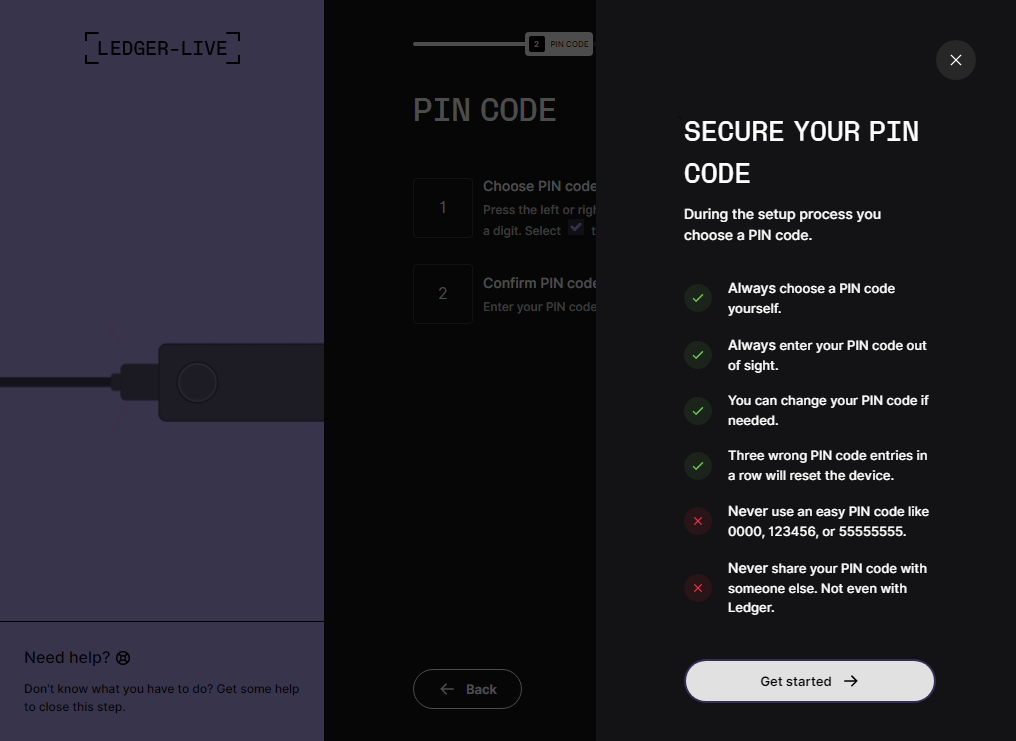 LEDGER-LIVE
Need help?
Don't know what you have to do? Get some help
to close this step.
2 PIN CODE
PIN CODE
1
Choose PIN code
Press the left or
a digit. Select
2
Confirm PIN code
Enter your PIN code
Back
SECURE YOUR PIN
CODE
During the setup process you
choose a PIN code.
Always choose a PIN code
yourself.
Always enter your PIN code out
of sight.
You can change your PIN code if
needed.
Three wrong PIN code entries in
a row will reset the device.
Never use an easy PIN code like
0000, 123456, or 55555555.
Never share your PIN code with
someone else. Not even with
Ledger.
Get started